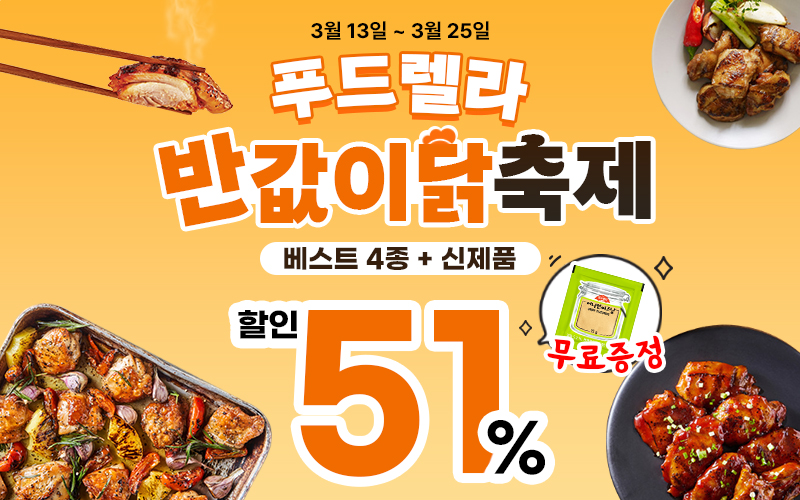 3월 13일 ~ 3월 25일
푸드렐라
반값이닭축제
베스트 4종 + 신제품
할인 51%
무료증정